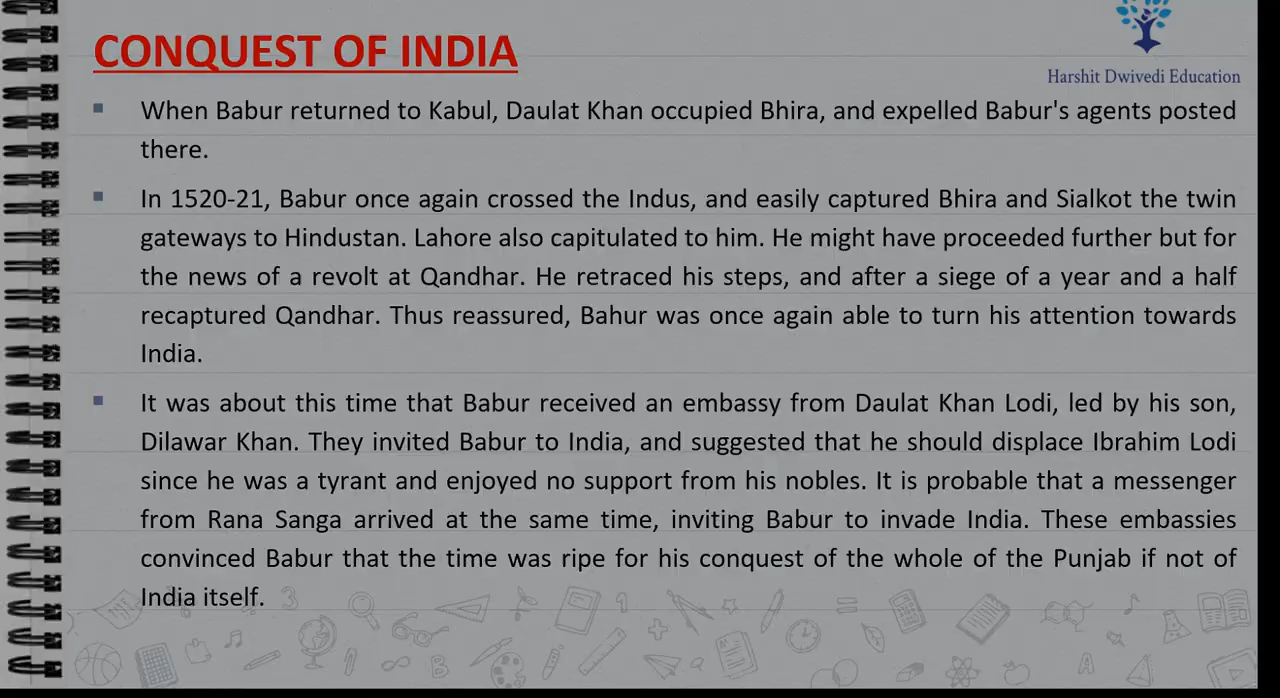 CONQUEST OF INDIA
Harshit Dwivedi Education
▪ When Babur returned to Kabul, Daulat Khan occupied Bhira, and expelled Babur's agents posted
there.
▪ In 1520-21, Babur once again crossed the Indus, and easily captured Bhira and Sialkot the twin
gateways to Hindustan. Lahore also capitulated to him. He might have proceeded further but for
the news of a revolt at Qandhar. He retraced his steps, and after a siege of a year and a half
recaptured Qandhar. Thus reassured, Bahur was once again able to turn his attention towards
India.
▪ It was about this time that Babur received an embassy from Daulat Khan Lodi, led by his son,
Dilawar Khan. They invited Babur to India, and suggested that he should displace Ibrahim Lodi
since he was a tyrant and enjoyed no support from his nobles. It is probable that a messenger
from Rana Sanga arrived at the same time, inviting Babur to invade India. These embassies
convinced Babur that the time was ripe for his conquest of the whole of the Punjab if not of
India itself.